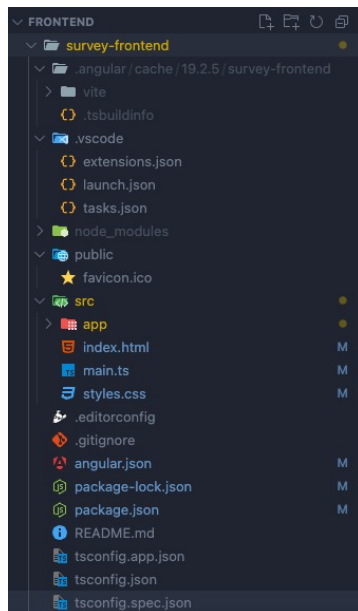 FRONTEND
survey-frontend
.angular/cache/19.2.5/survey-frontend
vite
.tsbuildinfo
.vscode
extensions.json
launch.json
tasks.json
node_modules
public
favicon.ico
src
app
index.html M
main.ts M
styles.css M
.editorconfig
.gitignore
angular.json M
package-lock.json M
package.json M
README.md
tsconfig.app.json
tsconfig.json
tsconfig.spec.json